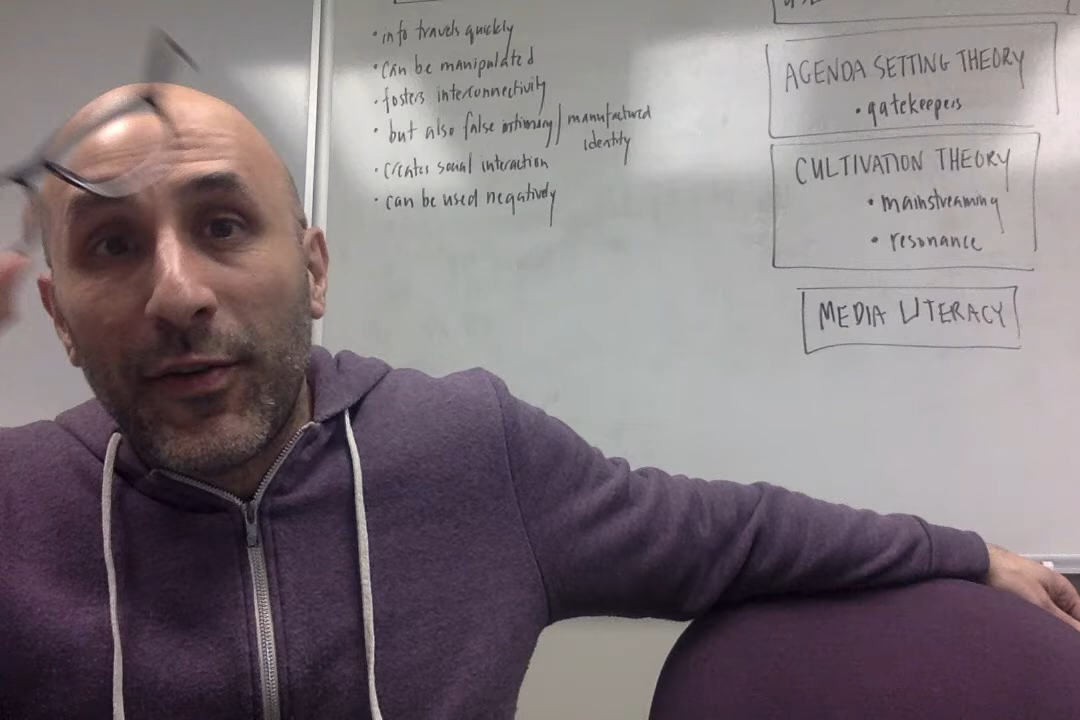 • info travels quickly
• can be manipulated
• fosters interconnectivity
• but also false intimacy / manufactured
identity
• creates social interaction
• can be used negatively
AGENDA SETTING THEORY
• gatekeepers
CULTIVATION THEORY
• mainstreaming
• resonance
MEDIA LITERACY